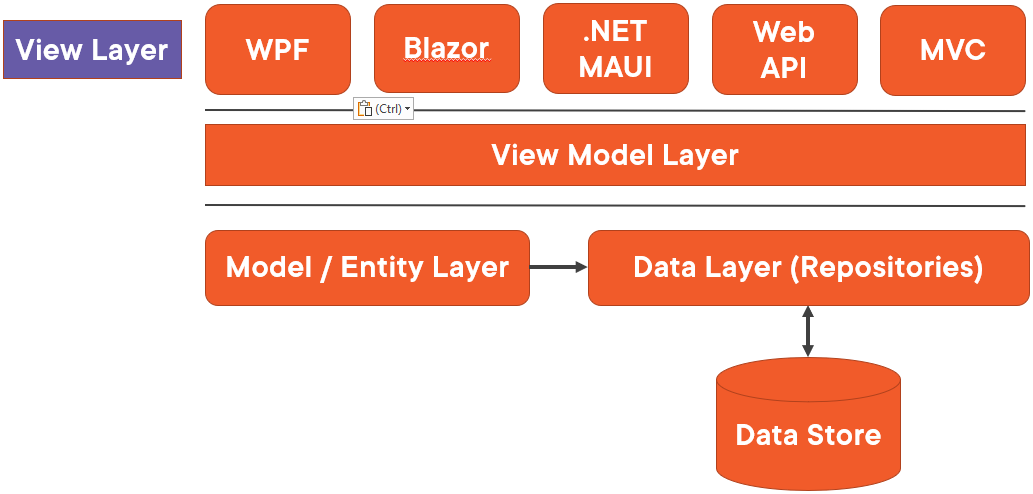 View Layer
WPF
Blazor
.NET
MAUI
Web
API
MVC
(Ctrl)
View Model Layer
Model / Entity Layer
Data Layer (Repositories)
Data Store